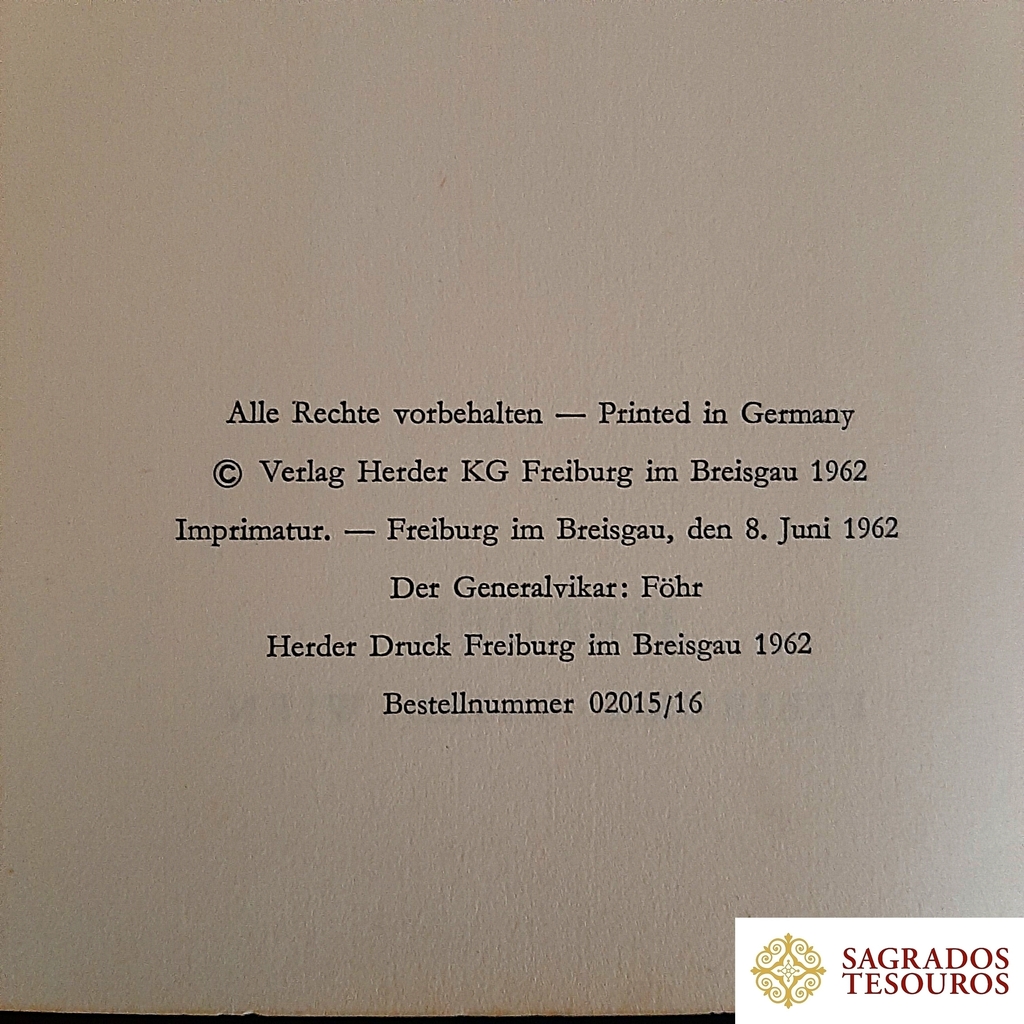 Alle Rechte vorbehalten — Printed in Germany
© Verlag Herder KG Freiburg im Breisgau 1962
Imprimatur. — Freiburg im Breisgau, den 8. Juni 1962
Der Generalvikar: Föhr
Herder Druck Freiburg im Breisgau 1962
Bestellnummer 02015/16
SAGRADOS
TESOUROS